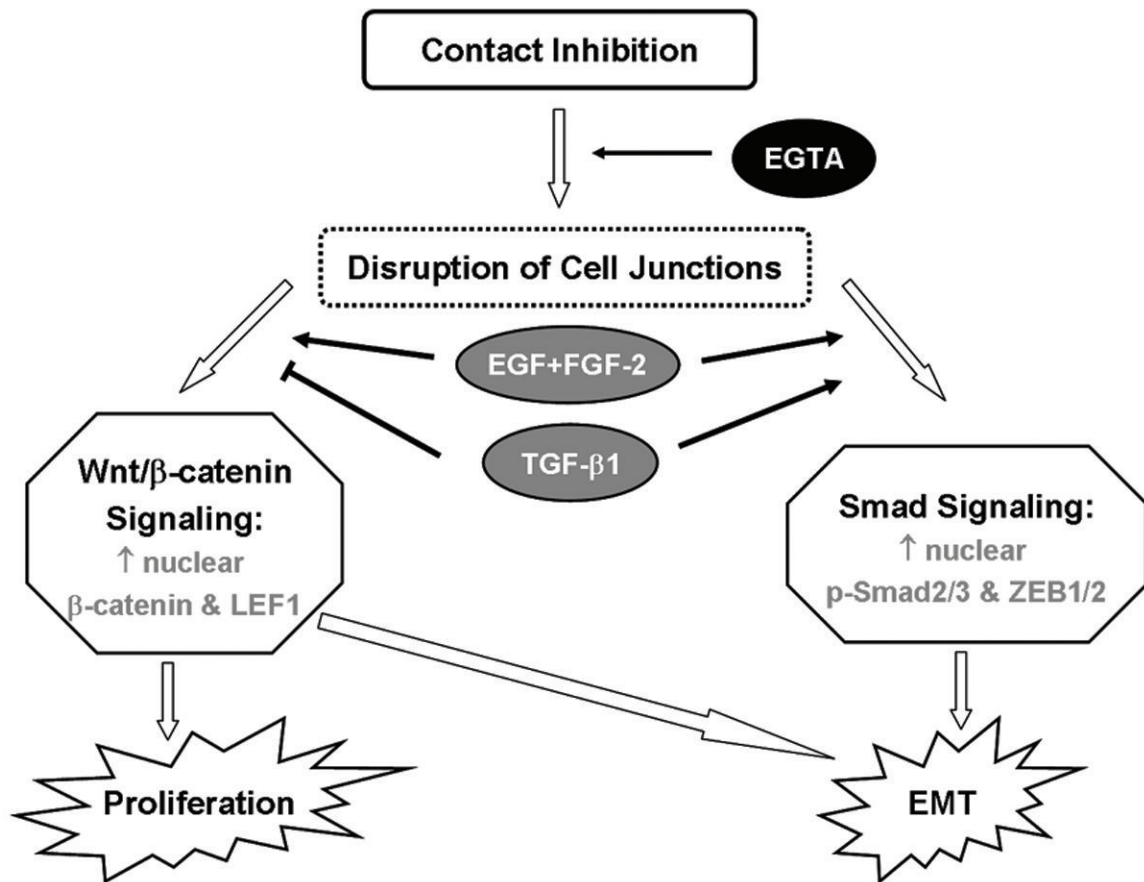 Contact Inhibition
EGTA
Disruption of Cell Junctions
EGF+FGF-2
TGF-β1
Wnt/β-catenin
Signaling:
↑ nuclear
β-catenin & LEF1
Smad Signaling:
↑ nuclear
p-Smad2/3 & ZEB1/2
Proliferation
EMT